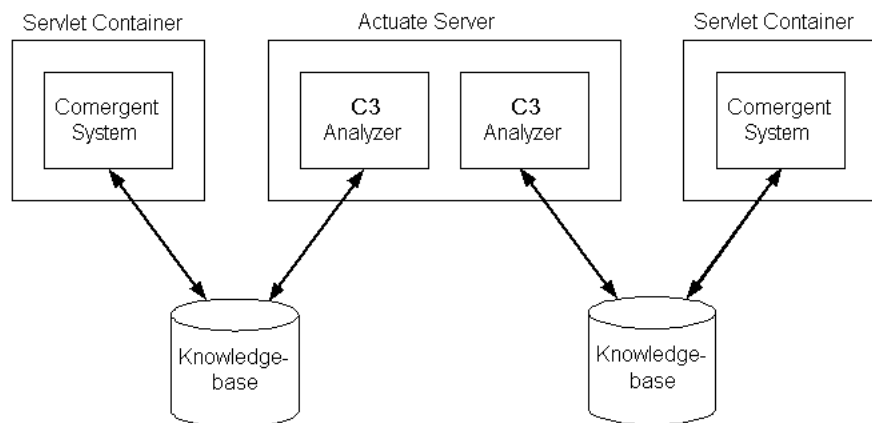 Servlet Container
Actuate Server
Servlet Container
Comergent
System
C3
Analyzer
C3
Analyzer
Comergent
System
Knowledge-
base
Knowledge-
base